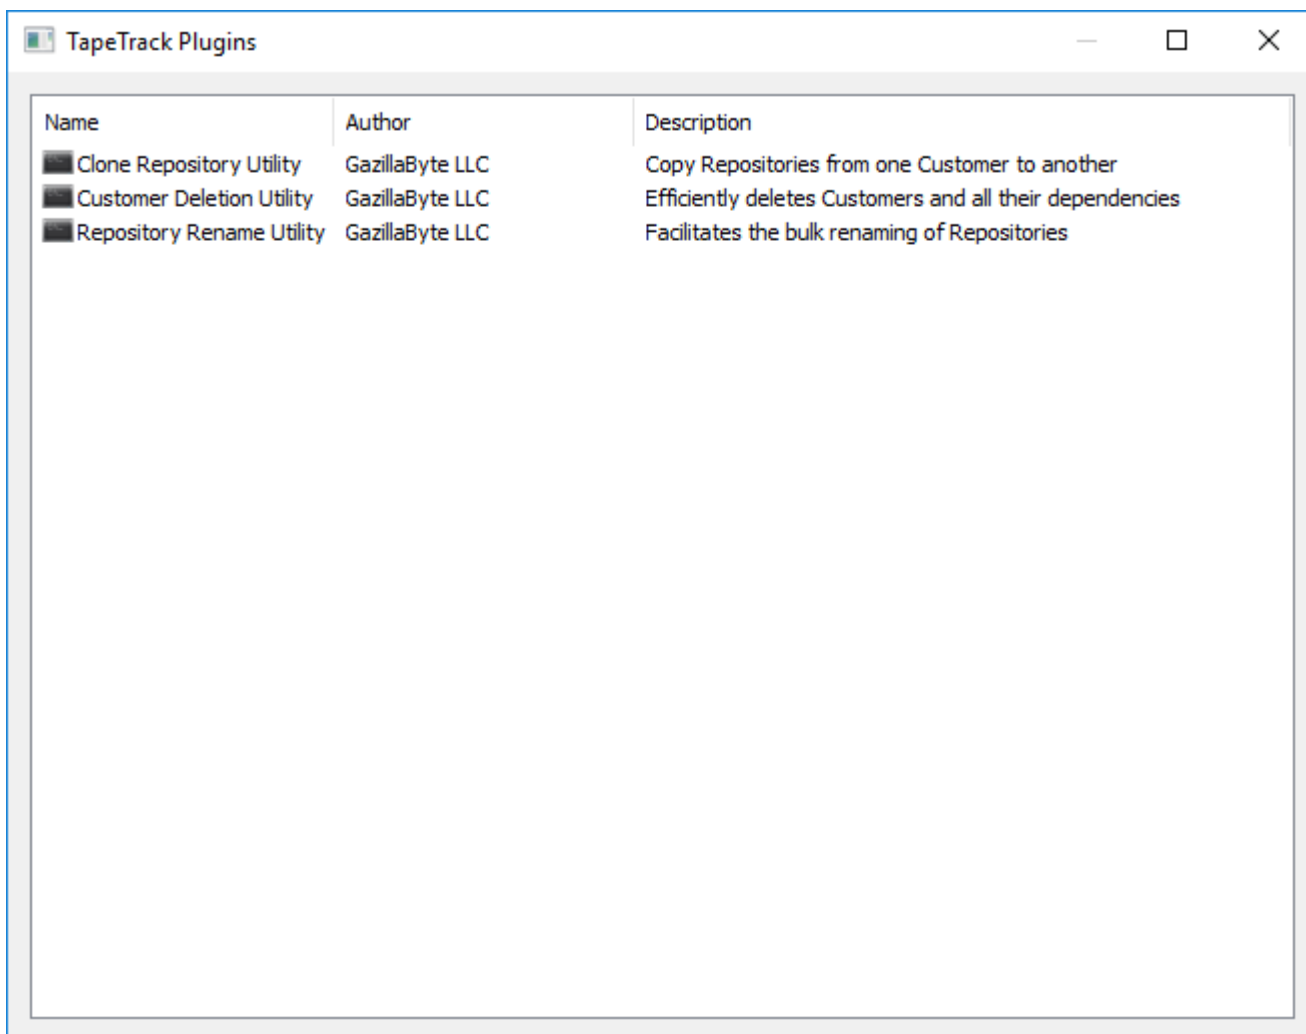 TapeTrack Plugins
Name Author Description
Clone Repository Utility GazillaByte LLC Copy Repositories from one Customer to another
Customer Deletion Utility GazillaByte LLC Efficiently deletes Customers and all their dependencies
Repository Rename Utility GazillaByte LLC Facilitates the bulk renaming of Repositories